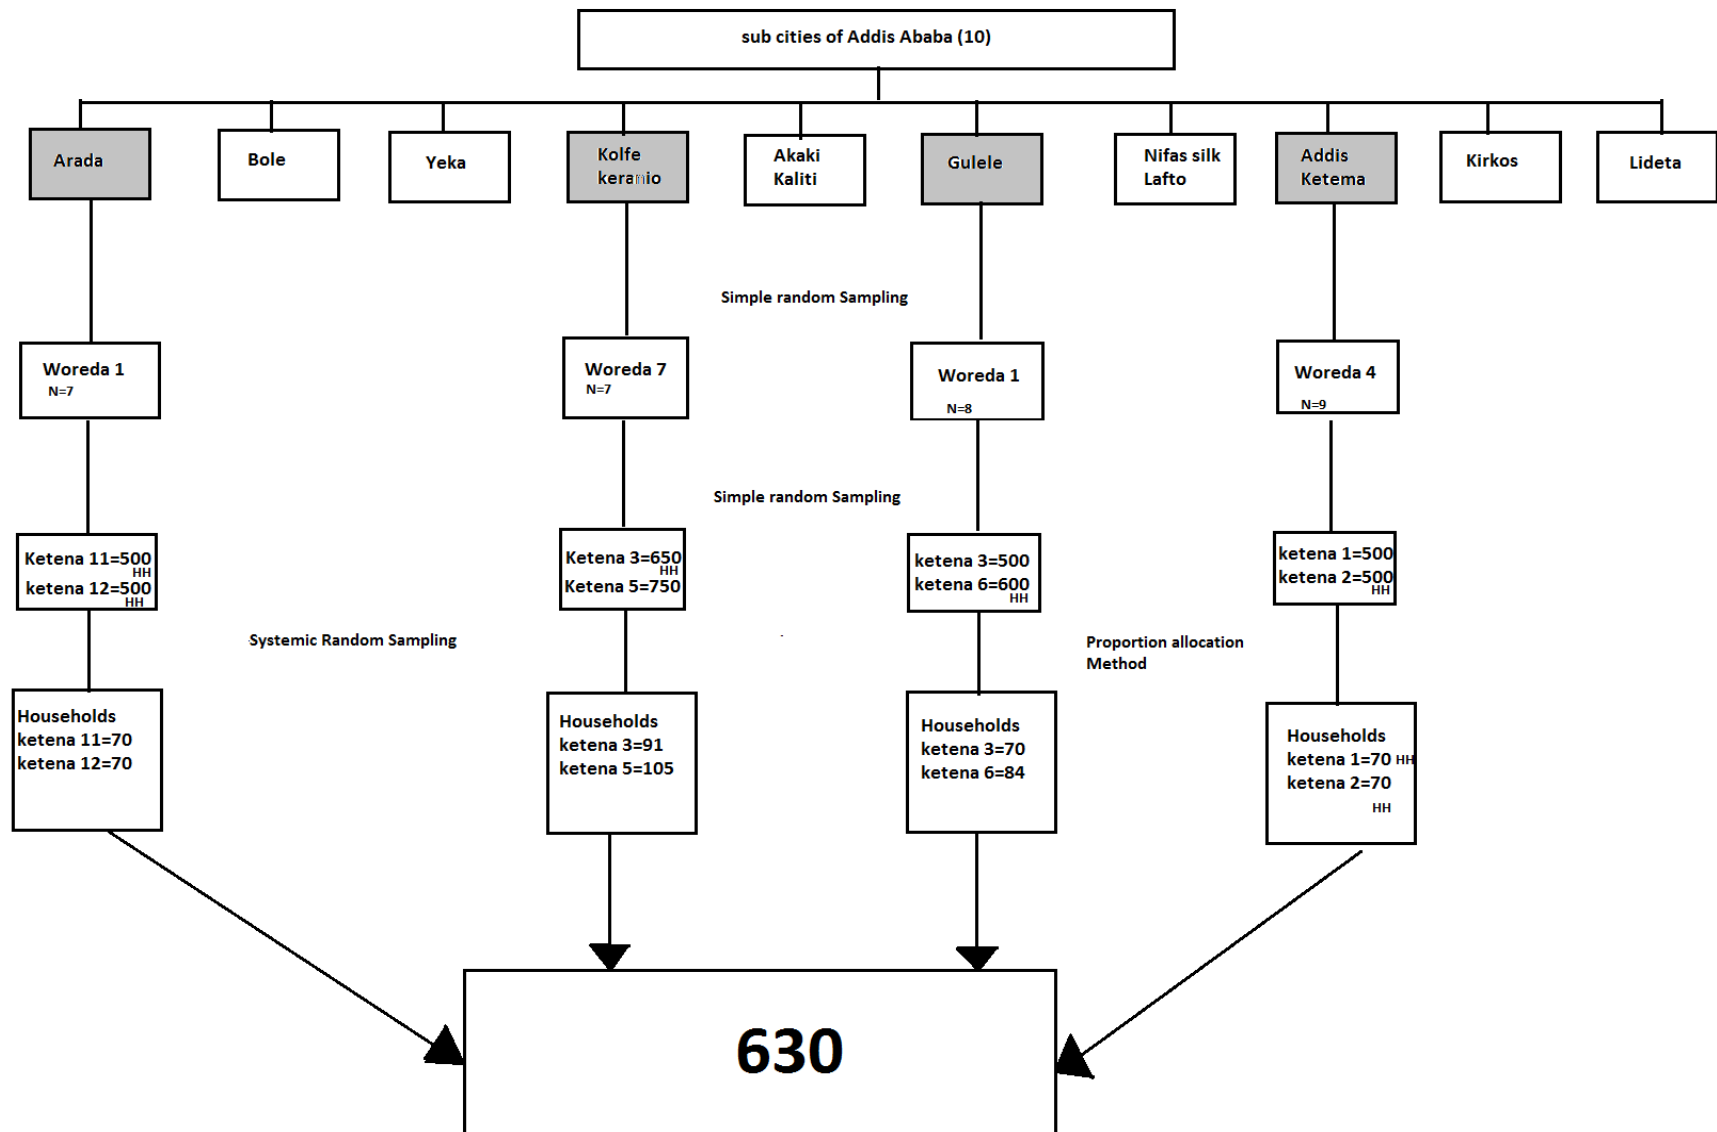 sub cities of Addis Ababa (10)
Arada
Bole
Yeka
Kolfe
keranio
Akaki
Kaliti
Gulele
Nifas silk
Lafto
Addis
Ketema
Kirkos
Lideta
Simple random Sampling
Woreda 1
N=7
Woreda 7
N=7
Woreda 1
N=8
Woreda 4
N=9
Simple random Sampling
Ketena 11=500
HH
ketena 12=500
HH
Ketena 3=650
HH
Ketena 5=750
ketena 3=500
ketena 6=600
HH
ketena 1=500
ketena 2=500
HH
Systemic Random Sampling
Proportion allocation
Method
Households
ketena 11=70
ketena 12=70
Households
ketena 3=91
ketena 5=105
Households
ketena 3=70
ketena 6=84
Households
ketena 1=70 HH
ketena 2=70
HH
630